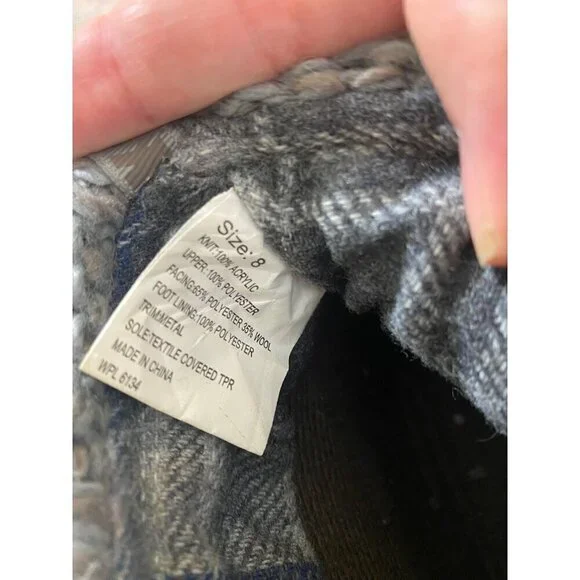 Size: 8
KNIT:100% ACRYLIC
UPPER:100% POLYESTER
FACING:65% POLYESTER 35% WOOL
FOOT LINING:100% POLYESTER
TRIM:METAL
SOLE:TEXTILE COVERED TPR
MADE IN CHINA
WPL 6134